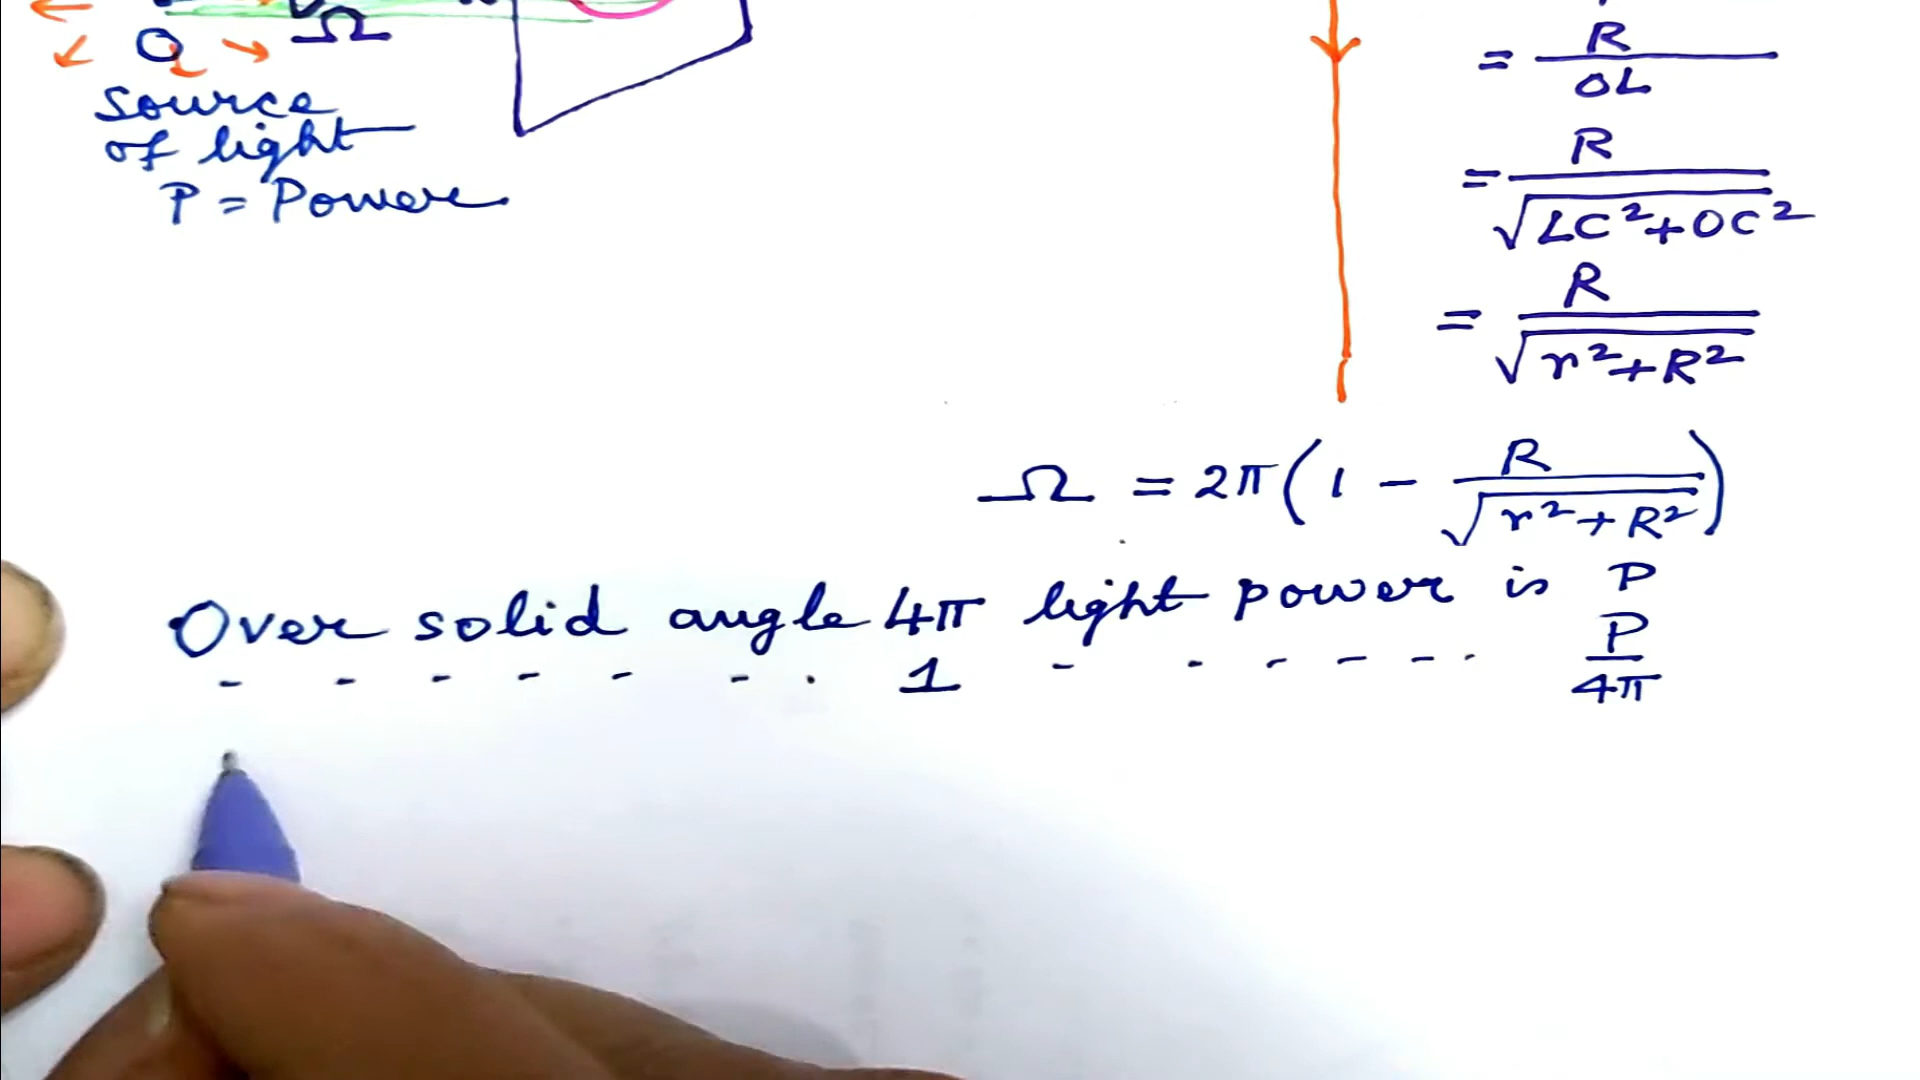 O Ω
Source
of light
P = Power
= R / OL
= R / √LC²+OC²
= R / √r²+R²
Ω = 2π(1 - R / √r²+R²)
Over solid angle 4π light power is P
- - - - - - . 1 - - - - - - P / 4π